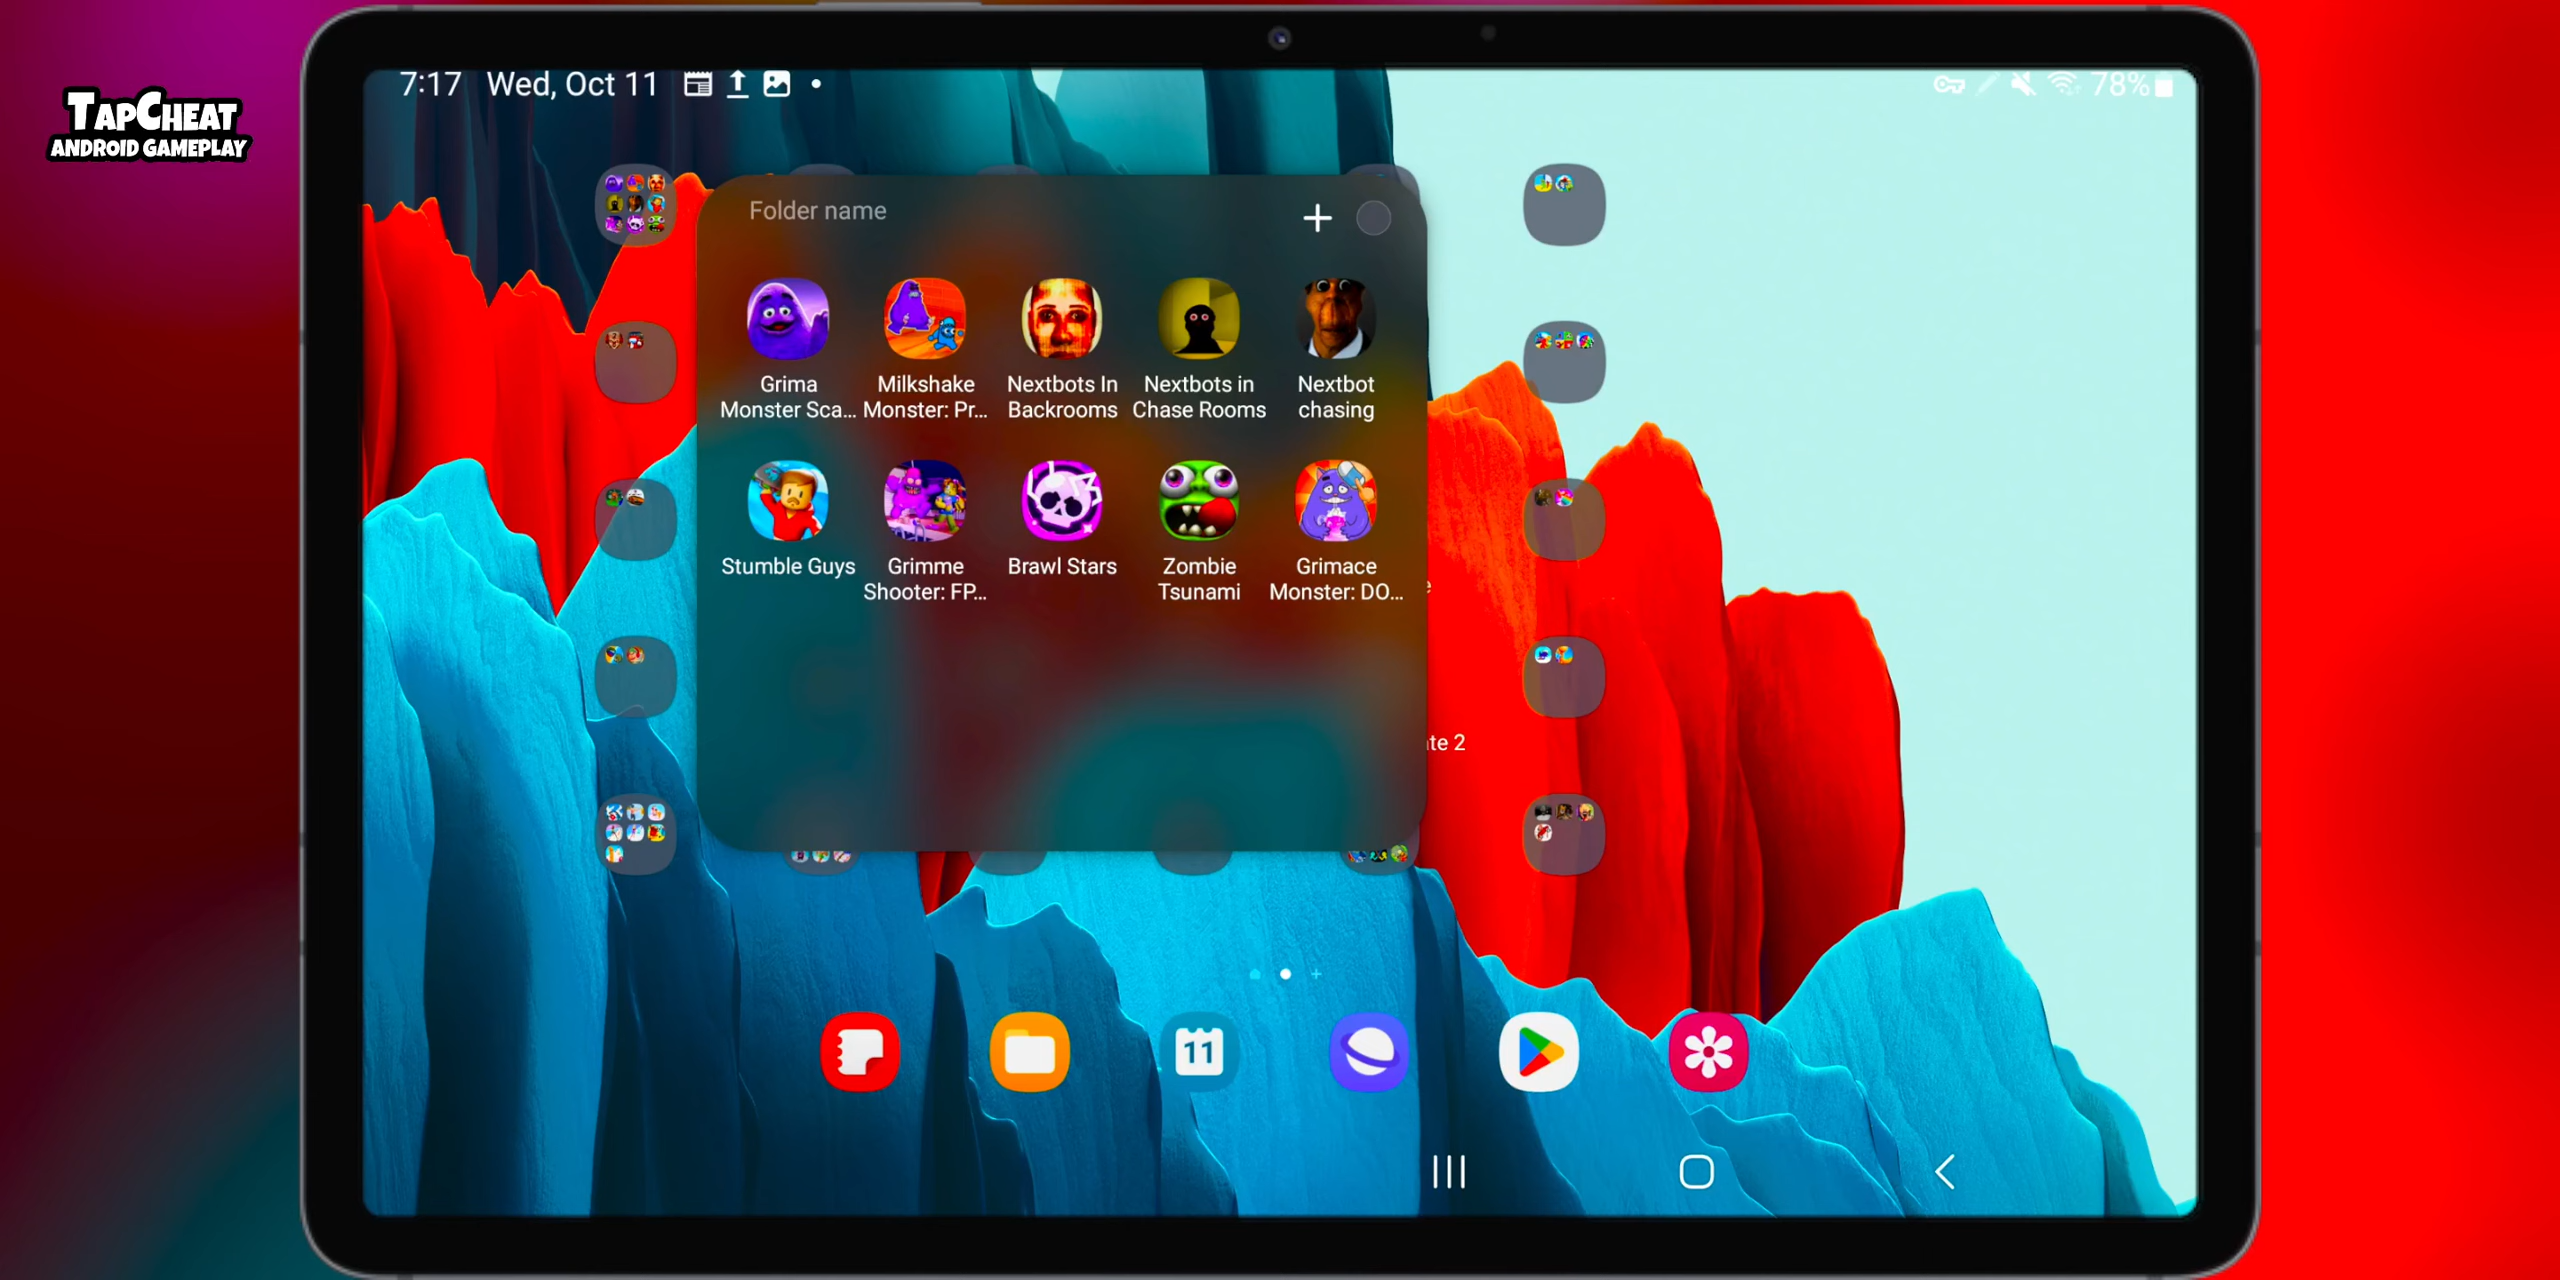 TAPCHEAT
ANDROID GAMEPLAY
7:17 Wed, Oct 11
78%
Folder name
Grima
Monster Sca...
Milkshake
Monster: Pr...
Nextbots In
Backrooms
Nextbots in
Chase Rooms
Nextbot
chasing
Stumble Guys
Grimme
Shooter: FP...
Brawl Stars
Zombie
Tsunami
Grimace
Monster: DO...
te 2
11